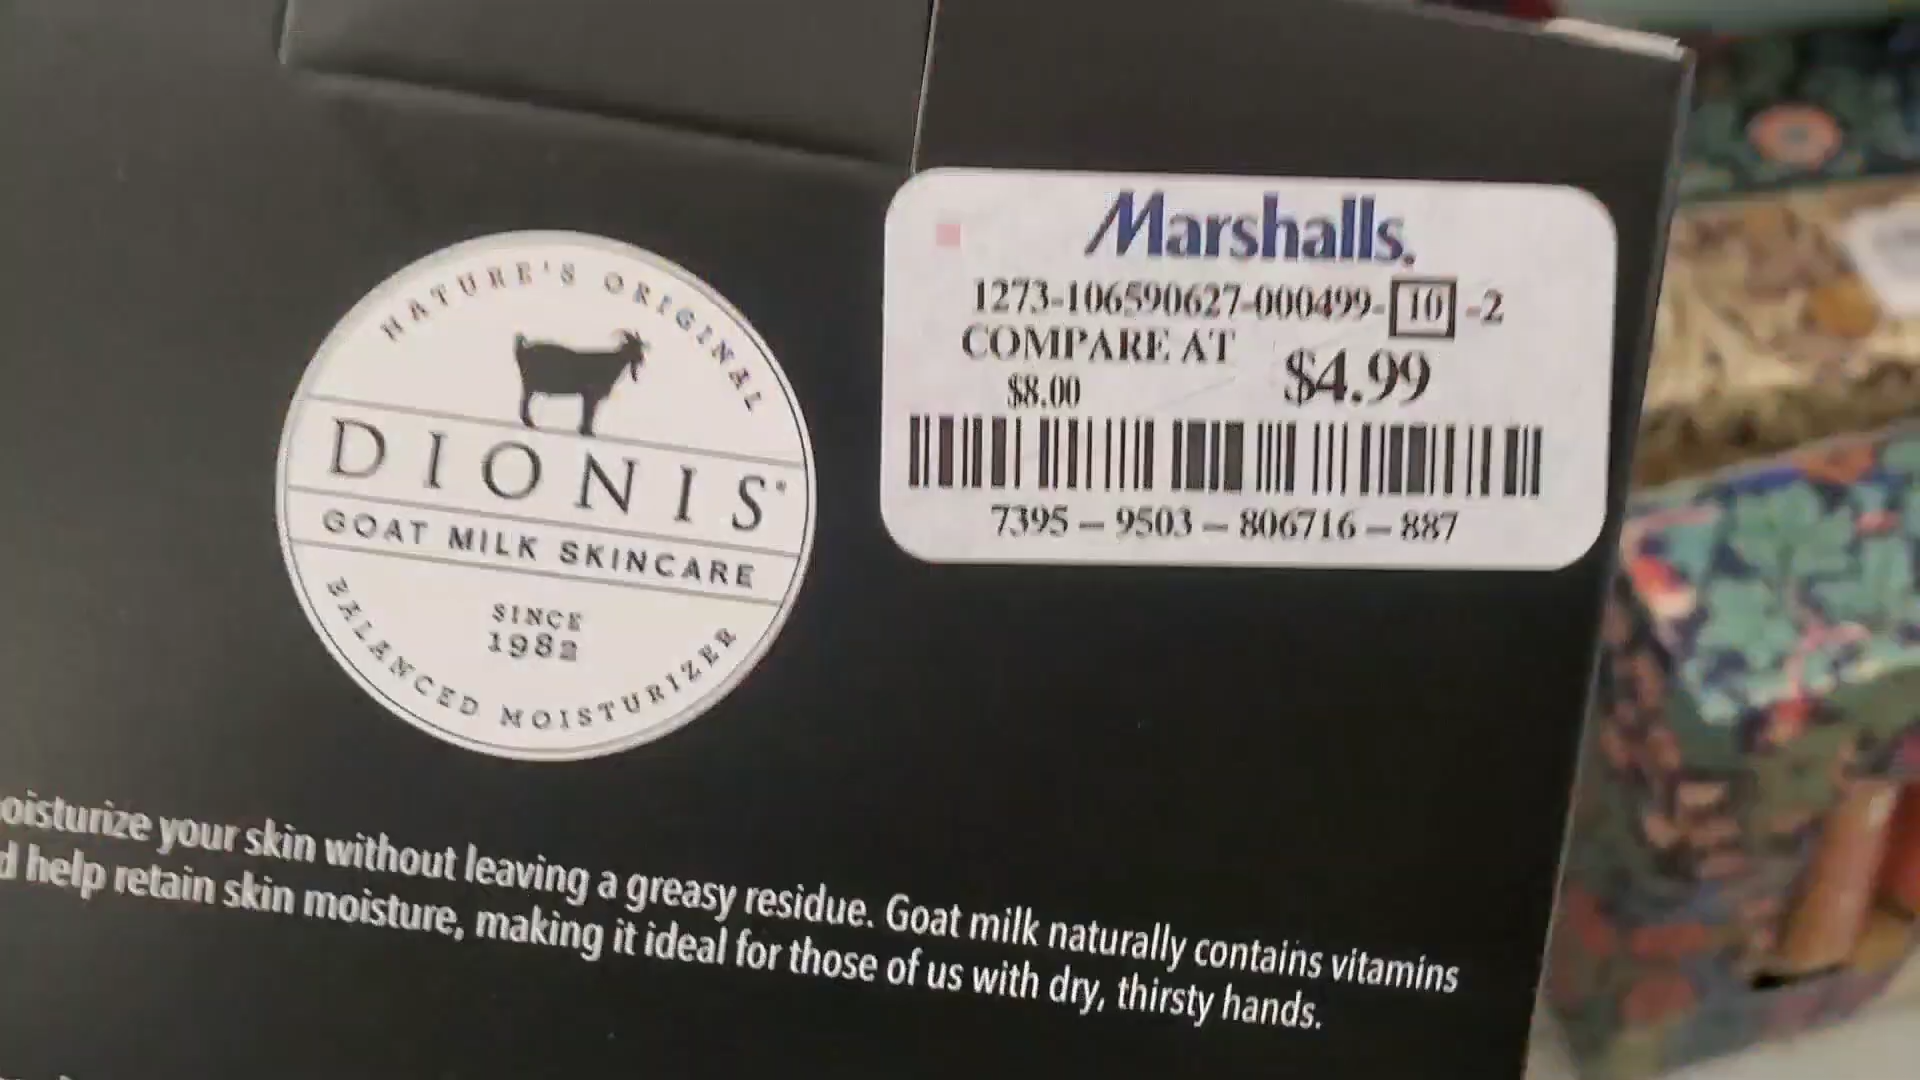 NATURE'S ORIGINAL
DIONIS
GOAT MILK SKINCARE
SINCE
1982
BALANCED MOISTURIZER
Marshalls.
1273-106590627-000499-10 -2
COMPARE AT
$8.00
$4.99
7395 – 9503 – 806716 – 887
your skin without leaving a greasy residue. Goat milk naturally contains vitamins
help retain skin moisture, making it ideal for those of us with dry, thirsty hands.